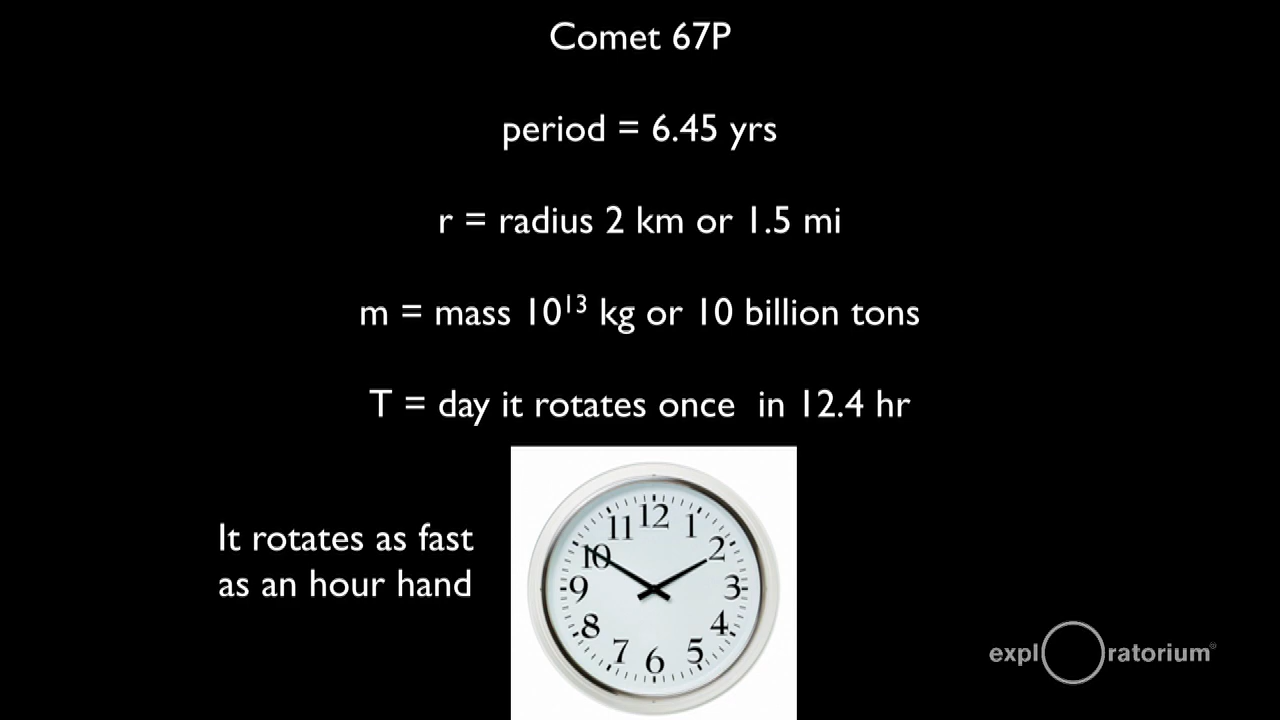 Comet 67P
period = 6.45 yrs
r = radius 2 km or 1.5 mi
m = mass 10¹³ kg or 10 billion tons
T = day it rotates once  in 12.4 hr
It rotates as fast
as an hour hand
12
11 1
10 2
9 3
8 4
7 5
6
expl ratorium®